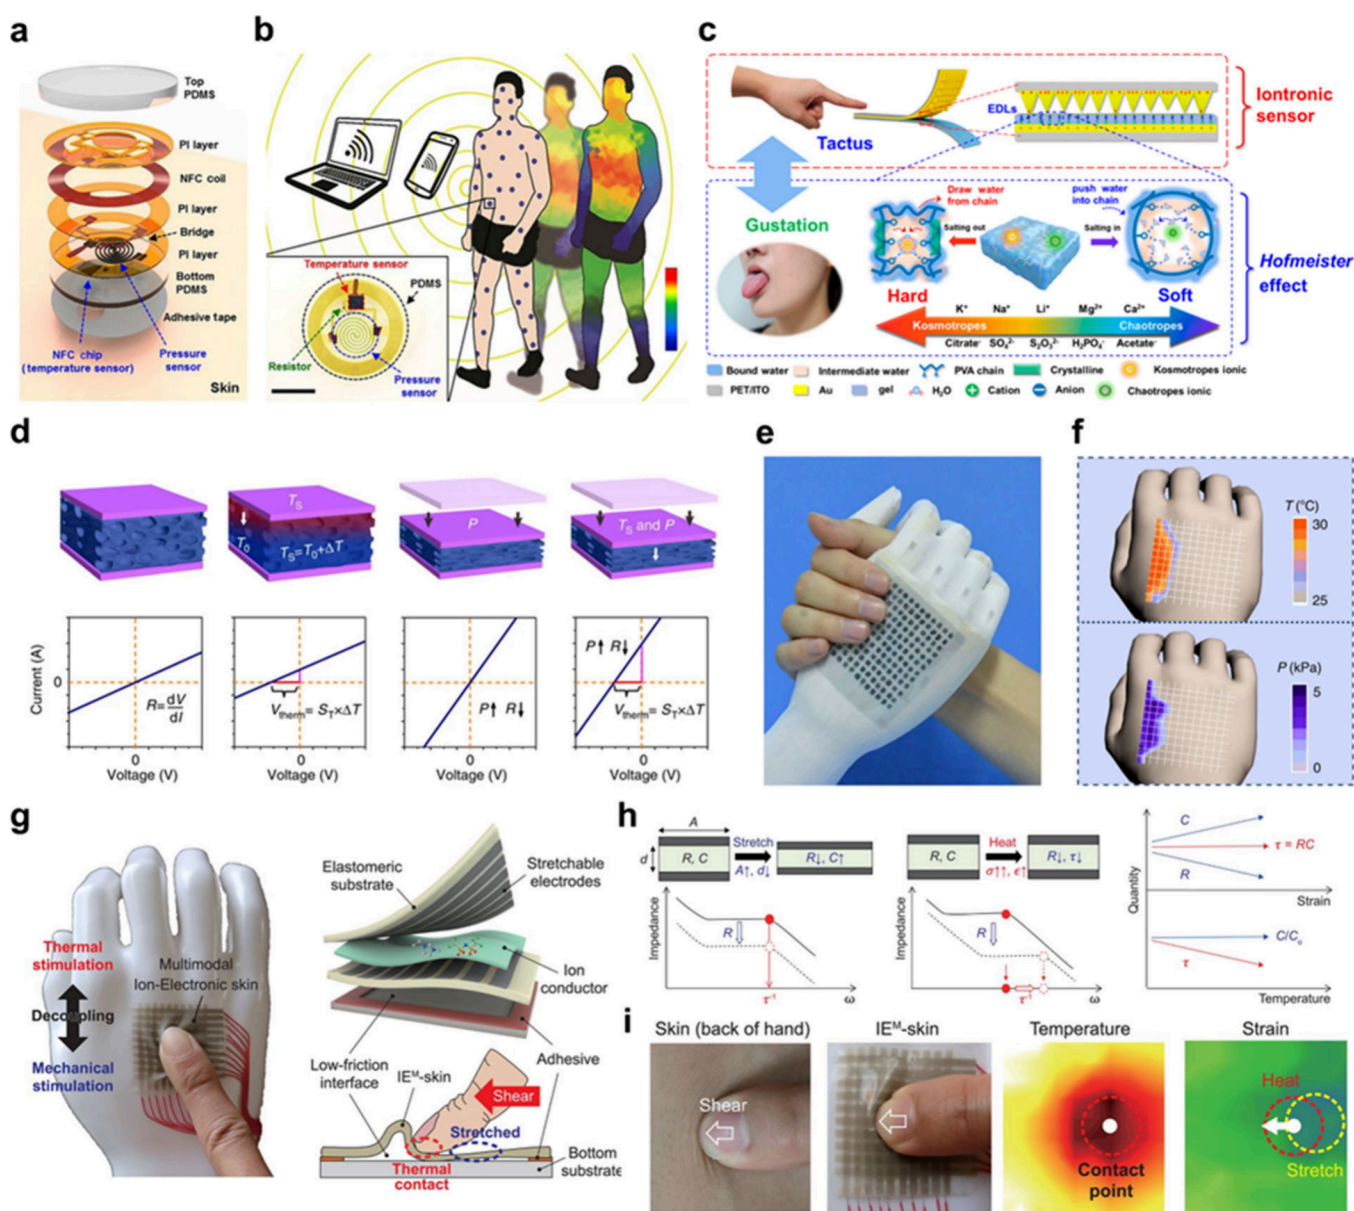 a
Top
PDMS
PI layer
NFC coil
PI layer
Bridge
PI layer
Bottom
PDMS
Adhesive tape
NFC chip
(temperature sensor)
Pressure
sensor
Skin
b
Temperature sensor
PDMS
Resistor
Pressure
sensor
c
Tactus
EDLs
Iontronic
sensor
Gustation
Draw water
from chain
push water
into chain
Salting out
Salting in
Hard
Soft
Hofmeister
effect
K⁺ Na⁺ Li⁺ Mg²⁺ Ca²⁺
Kosmotropes Chaotropes
Citrate⁻ SO₄²⁻ S₂O₃²⁻ H₂PO₄⁻ Acetate⁻
Bound water Intermediate water PVA chain Crystalline Kosmotropes ionic
PET/ITO Au gel H₂O Cation Anion Chaotropes ionic
d
Tₛ
T₀
Tₛ=T₀+ΔT
P
Tₛ and P
Current (A)
0
R=dV/dI
0
Voltage (V)
Vtherm= S_T×ΔT
0
Voltage (V)
P↑ R↓
0
Voltage (V)
P↑ R↓
Vtherm= S_T×ΔT
0
Voltage (V)
e
f
T (°C)
30
25
P (kPa)
5
0
g
Thermal
stimulation
Decoupling
Mechanical
stimulation
Multimodal
Ion-Electronic skin
Elastomeric
substrate
Stretchable
electrodes
Ion
conductor
Low-friction
interface
Adhesive
IEᴹ-skin
Shear
Stretched
Thermal
contact
Bottom
substrate
h
A
d
R, C
Stretch
A↑, d↓
R↓, C↑
Impedance
R
τ⁻¹
ω
R, C
Heat
σ↑↑, ϵ↑
R↓, τ↓
Impedance
R
τ⁻¹
ω
Quantity
C
τ = RC
R
Strain
C/C₀
τ
Temperature
i
Skin (back of hand)
Shear
IEᴹ-skin
Temperature
Contact
point
Strain
Heat
Stretch